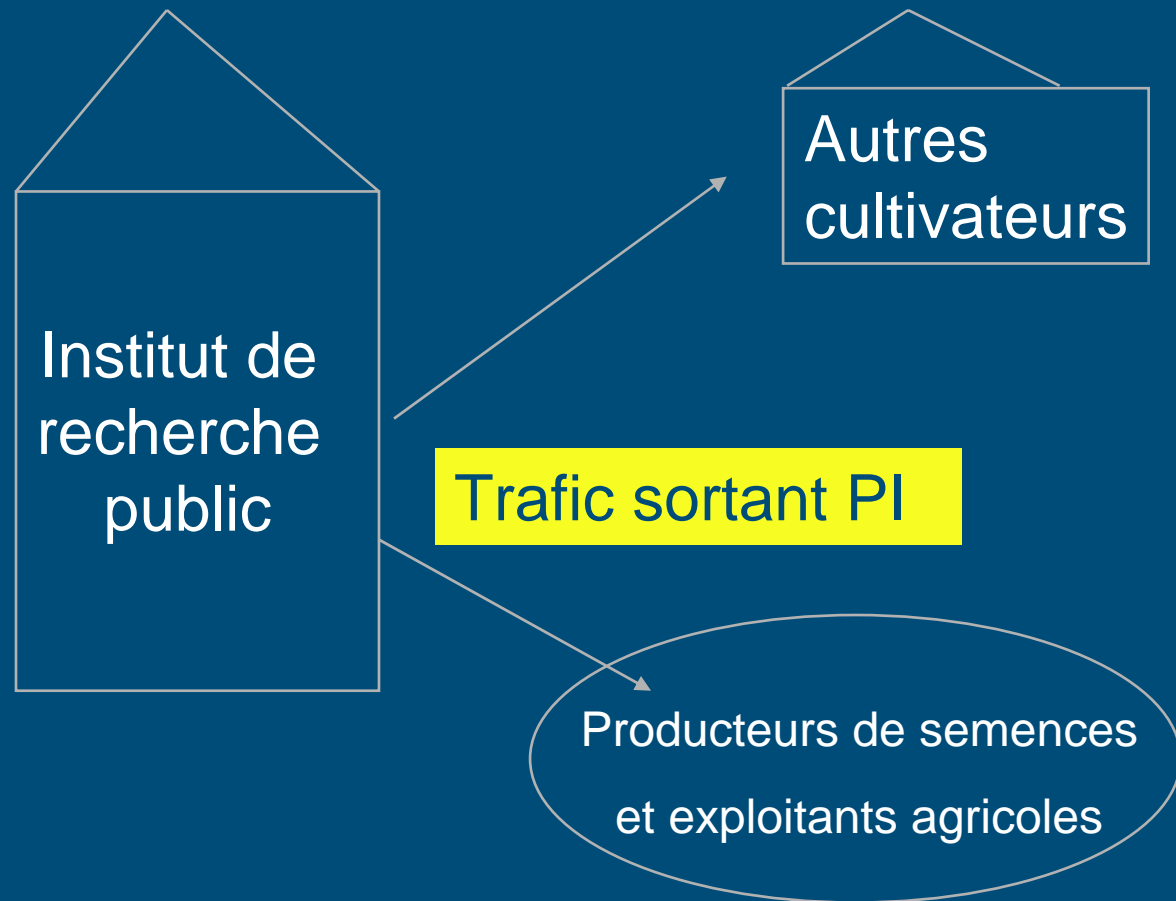 Autres
cultivateurs
Institut de
recherche
public
Trafic sortant PI
Producteurs de semences
et exploitants agricoles